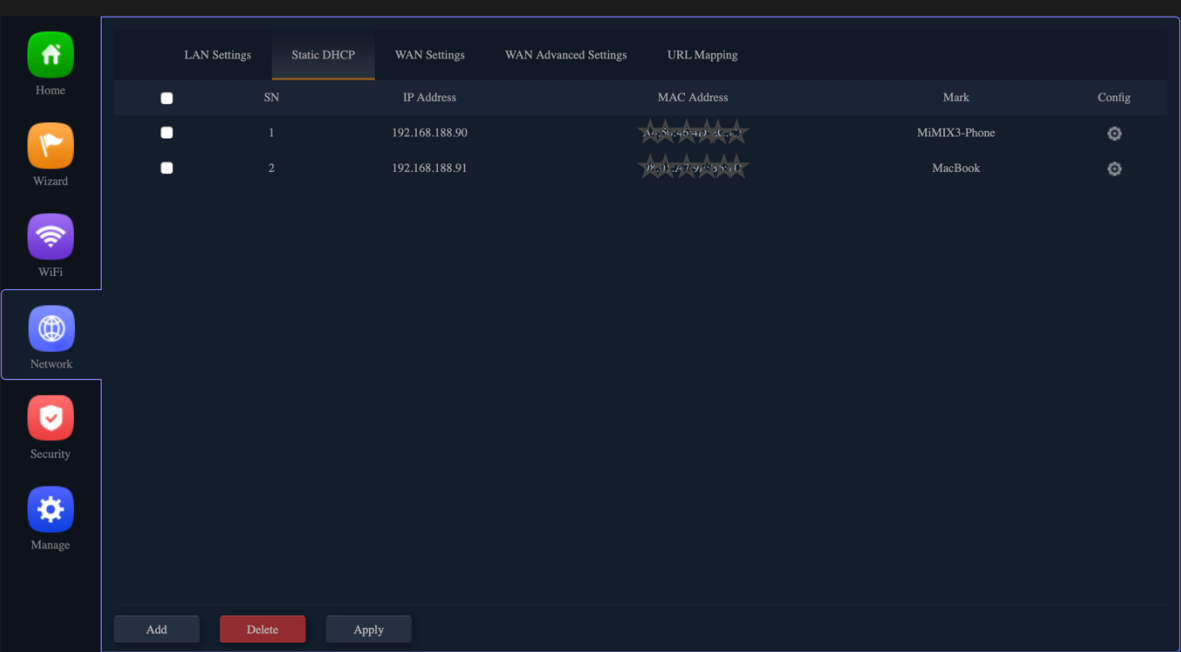 LAN Settings Static DHCP WAN Settings WAN Advanced Settings URL Mapping
SN IP Address MAC Address Mark Config
1 192.168.188.90 MiMIX3-Phone
2 192.168.188.91 MacBook
Home
Wizard
WiFi
Network
Security
Manage
Add Delete Apply